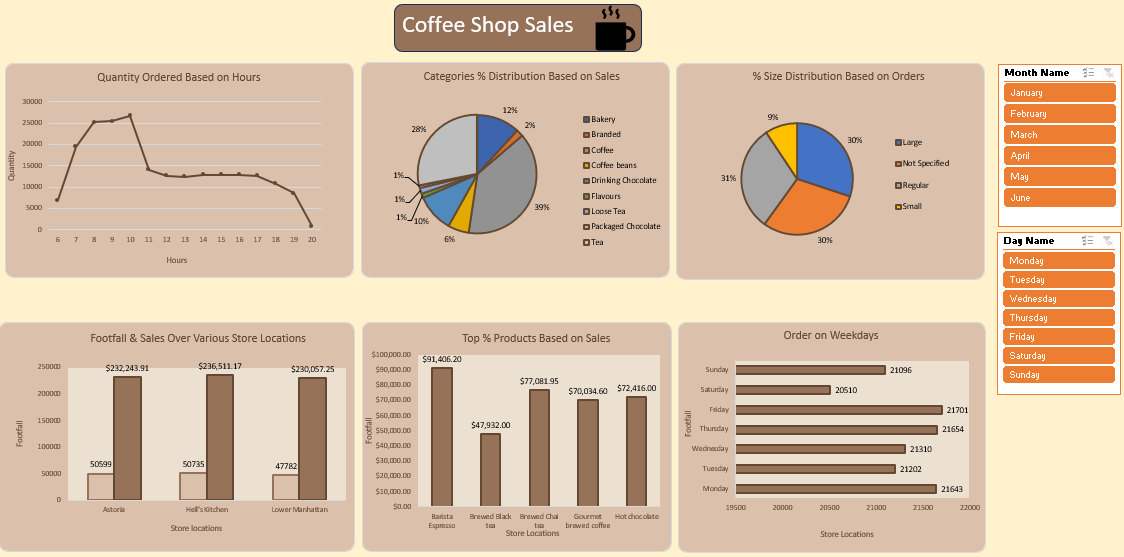 Coffee Shop Sales
Quantity Ordered Based on Hours
30000
25000
20000
15000
10000
5000
0
Quantity
6 7 8 9 10 11 12 13 14 15 16 17 18 19 20
Hours
Categories % Distribution Based on Sales
12%
2%
39%
6%
10%
1%
1%
1%
28%
Bakery
Branded
Coffee
Coffee beans
Drinking Chocolate
Flavours
Loose Tea
Packaged Chocolate
Tea
% Size Distribution Based on Orders
9%
30%
31%
30%
Large
Not Specified
Regular
Small
Month Name
January
February
March
April
May
June
Day Name
Monday
Tuesday
Wednesday
Thursday
Friday
Saturday
Sunday
Footfall & Sales Over Various Store Locations
250000
200000
150000
100000
50000
0
Footfall
$232,243.91
$236,511.17
$230,057.25
50599
50735
47782
Astoria
Hell's Kitchen
Lower Manhattan
Store locations
Top % Products Based on Sales
$100,000.00
$90,000.00
$80,000.00
$70,000.00
$60,000.00
$50,000.00
$40,000.00
$30,000.00
$20,000.00
$10,000.00
$0.00
Footfall
$91,406.20
$47,932.00
$77,081.95
$70,034.60
$72,416.00
Barista Espresso
Brewed Black tea
Brewed Chai tea
Gourmet brewed coffee
Hot chocolate
Store Locations
Order on Weekdays
Footfall
Sunday 21096
Saturday 20510
Friday 21701
Thursday 21654
Wednesday 21310
Tuesday 21202
Monday 21643
19500 20000 20500 21000 21500 22000
Store Locations